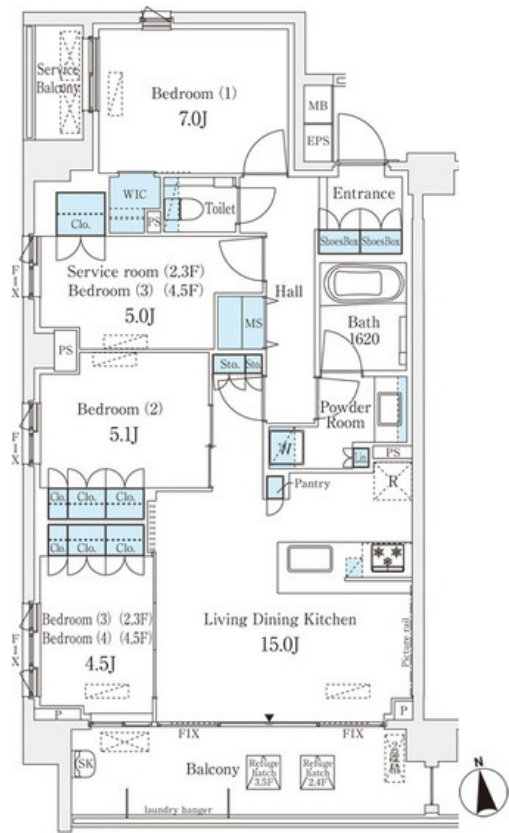 Service
Balcony
Bedroom (1)
7.0J
MB
EPS
WIC
Toilet
PS
Clo.
Entrance
ShoesBox
ShoesBox
Service room (2,3F)
Bedroom (3) (4,5F)
5.0J
FIX
MS
Hall
Bath
1620
PS
Sto.
Sto.
Bedroom (2)
5.1J
FIX
Powder
Room
W
Lin.
PS
R
Pantry
Clo.
Clo.
Clo.
Clo.
Clo.
Clo.
Bedroom (3) (2,3F)
Bedroom (4) (4,5F)
4.5J
FIX
Living Dining Kitchen
15.0J
Picture rail
P
P
FIX
FIX
SK
Balcony
Refuge
hatch
3,5F
Refuge
hatch
2,4F
laundry hanger
N